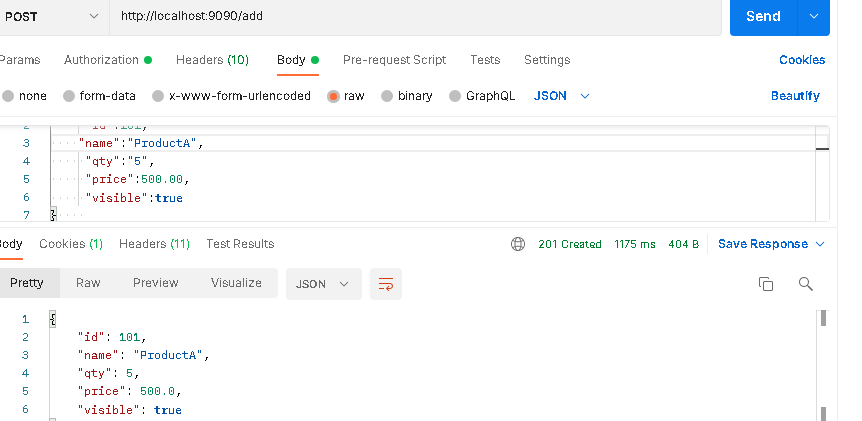 POST http://localhost:9090/add Send
Params Authorization Headers (10) Body Pre-request Script Tests Settings Cookies
none form-data x-www-form-urlencoded raw binary GraphQL JSON Beautify
2 "id":101,
3 "name":"ProductA",
4 "qty":"5",
5 "price":500.00,
6 "visible":true
7 }
Body Cookies (1) Headers (11) Test Results 201 Created 1175 ms 404 B Save Response
Pretty Raw Preview Visualize JSON
1 {
2 "id": 101,
3 "name": "ProductA",
4 "qty": 5,
5 "price": 500.0,
6 "visible": true